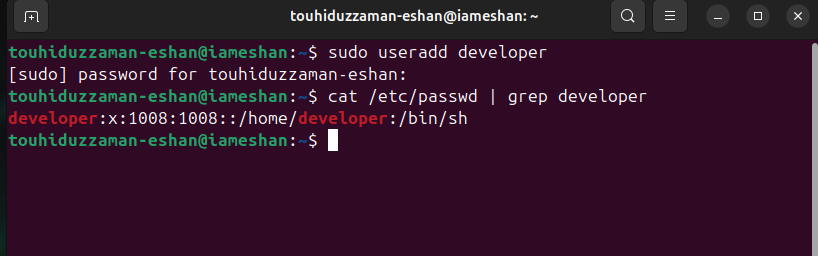 touhiduzzaman-eshan@iameshan: ~
touhiduzzaman-eshan@iameshan:~$ sudo useradd developer
[sudo] password for touhiduzzaman-eshan:
touhiduzzaman-eshan@iameshan:~$ cat /etc/passwd | grep developer
developer:x:1008:1008::/home/developer:/bin/sh
touhiduzzaman-eshan@iameshan:~$